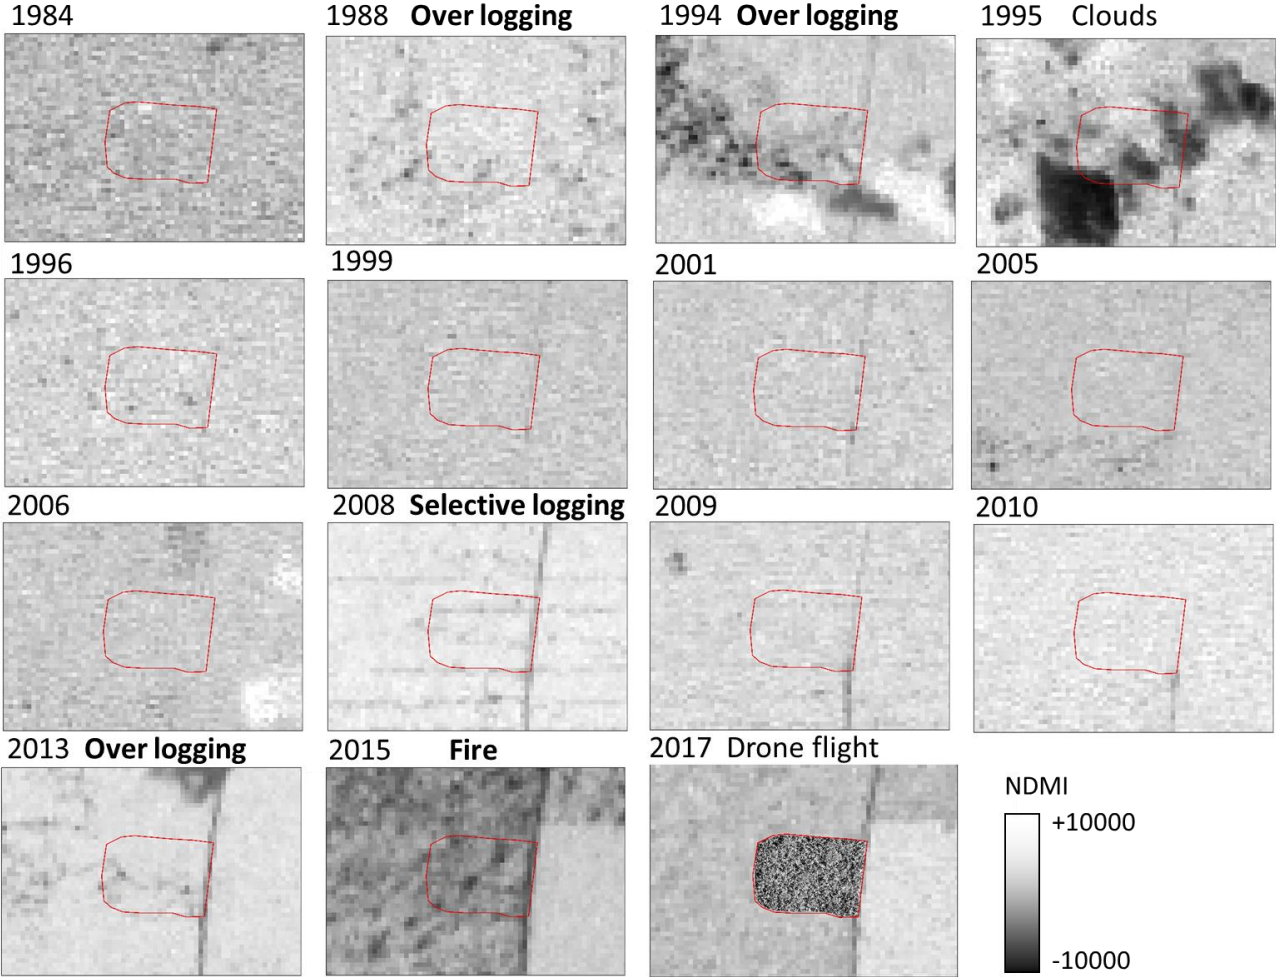 1984
1988 Over logging
1994 Over logging
1995 Clouds
1996
1999
2001
2005
2006
2008 Selective logging
2009
2010
2013 Over logging
2015 Fire
2017 Drone flight
NDMI
+10000
-10000